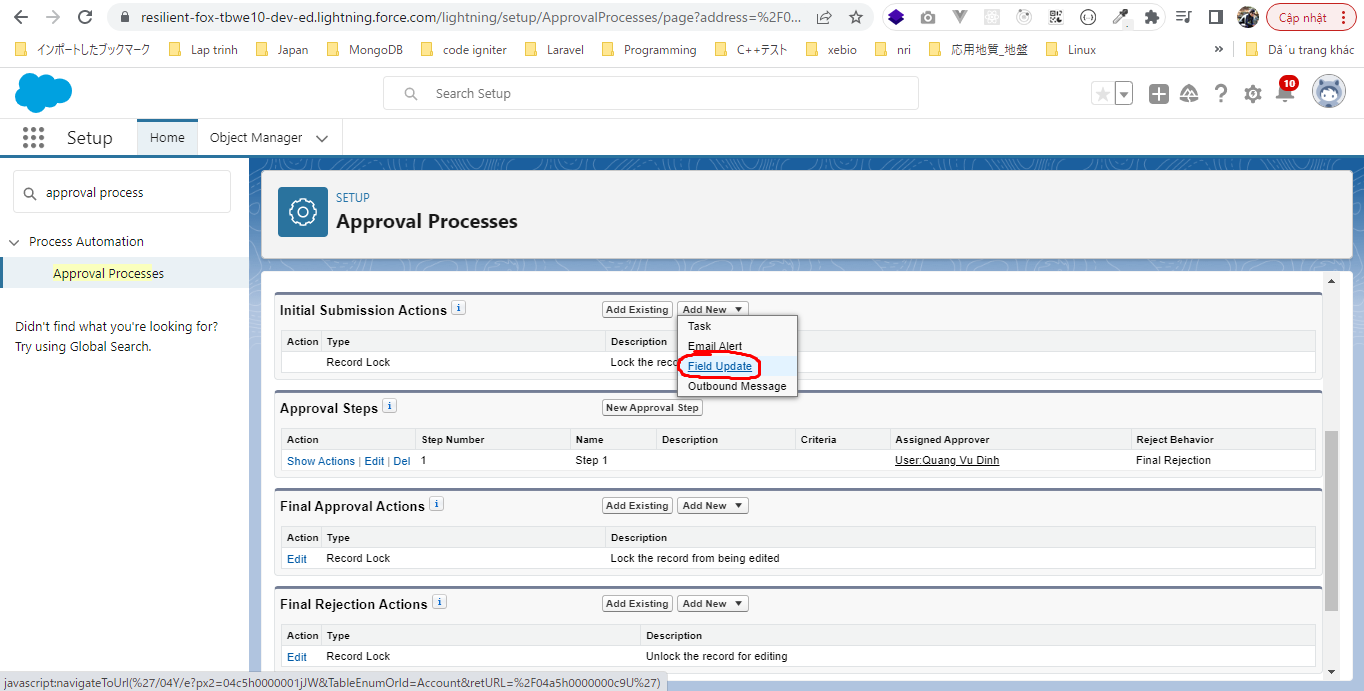 resilient-fox-tbwe10-dev-ed.lightning.force.com/lightning/setup/ApprovalProcesses/page?address=%2F0...
Cập nhật
インポートしたブックマーク
Lap trinh
Japan
MongoDB
code igniter
Laravel
Programming
C++テスト
xebio
nri
応用地質_地盤
Linux
»
Dấu trang khác
Search Setup
10
Setup
Home
Object Manager
approval process
Process Automation
Approval Processes
Didn't find what you're looking for?
Try using Global Search.
SETUP
Approval Processes
Initial Submission Actions i
Add Existing
Add New
Task
Email Alert
Field Update
Outbound Message
Action Type Description
Record Lock Lock the reco
Approval Steps i
New Approval Step
Action Step Number Name Description Criteria Assigned Approver Reject Behavior
Show Actions | Edit | Del 1 Step 1 User:Quang Vu Dinh Final Rejection
Final Approval Actions i
Add Existing
Add New
Action Type Description
Edit Record Lock Lock the record from being edited
Final Rejection Actions i
Add Existing
Add New
Action Type Description
Edit Record Lock Unlock the record for editing
javascript:navigateToUrl(%27/04Y/e?px2=04c5h0000001jJW&TableEnumOrId=Account&retURL=%2F04a5h0000000c9U%27)